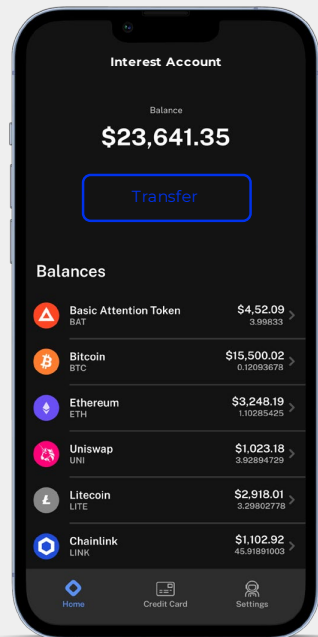 Interest Account
Balance
$23,641.35
Transfer
Balances
Basic Attention Token $4,52.09
BAT 3.99833
Bitcoin $15,500.02
BTC 0.12093678
Ethereum $3,248.19
ETH 1.10285425
Uniswap $1,023.18
UNI 3.92894729
Litecoin $2,918.01
LITE 3.29802778
Chainlink $1,102.92
LINK 45.91891003
Home Credit Card Settings